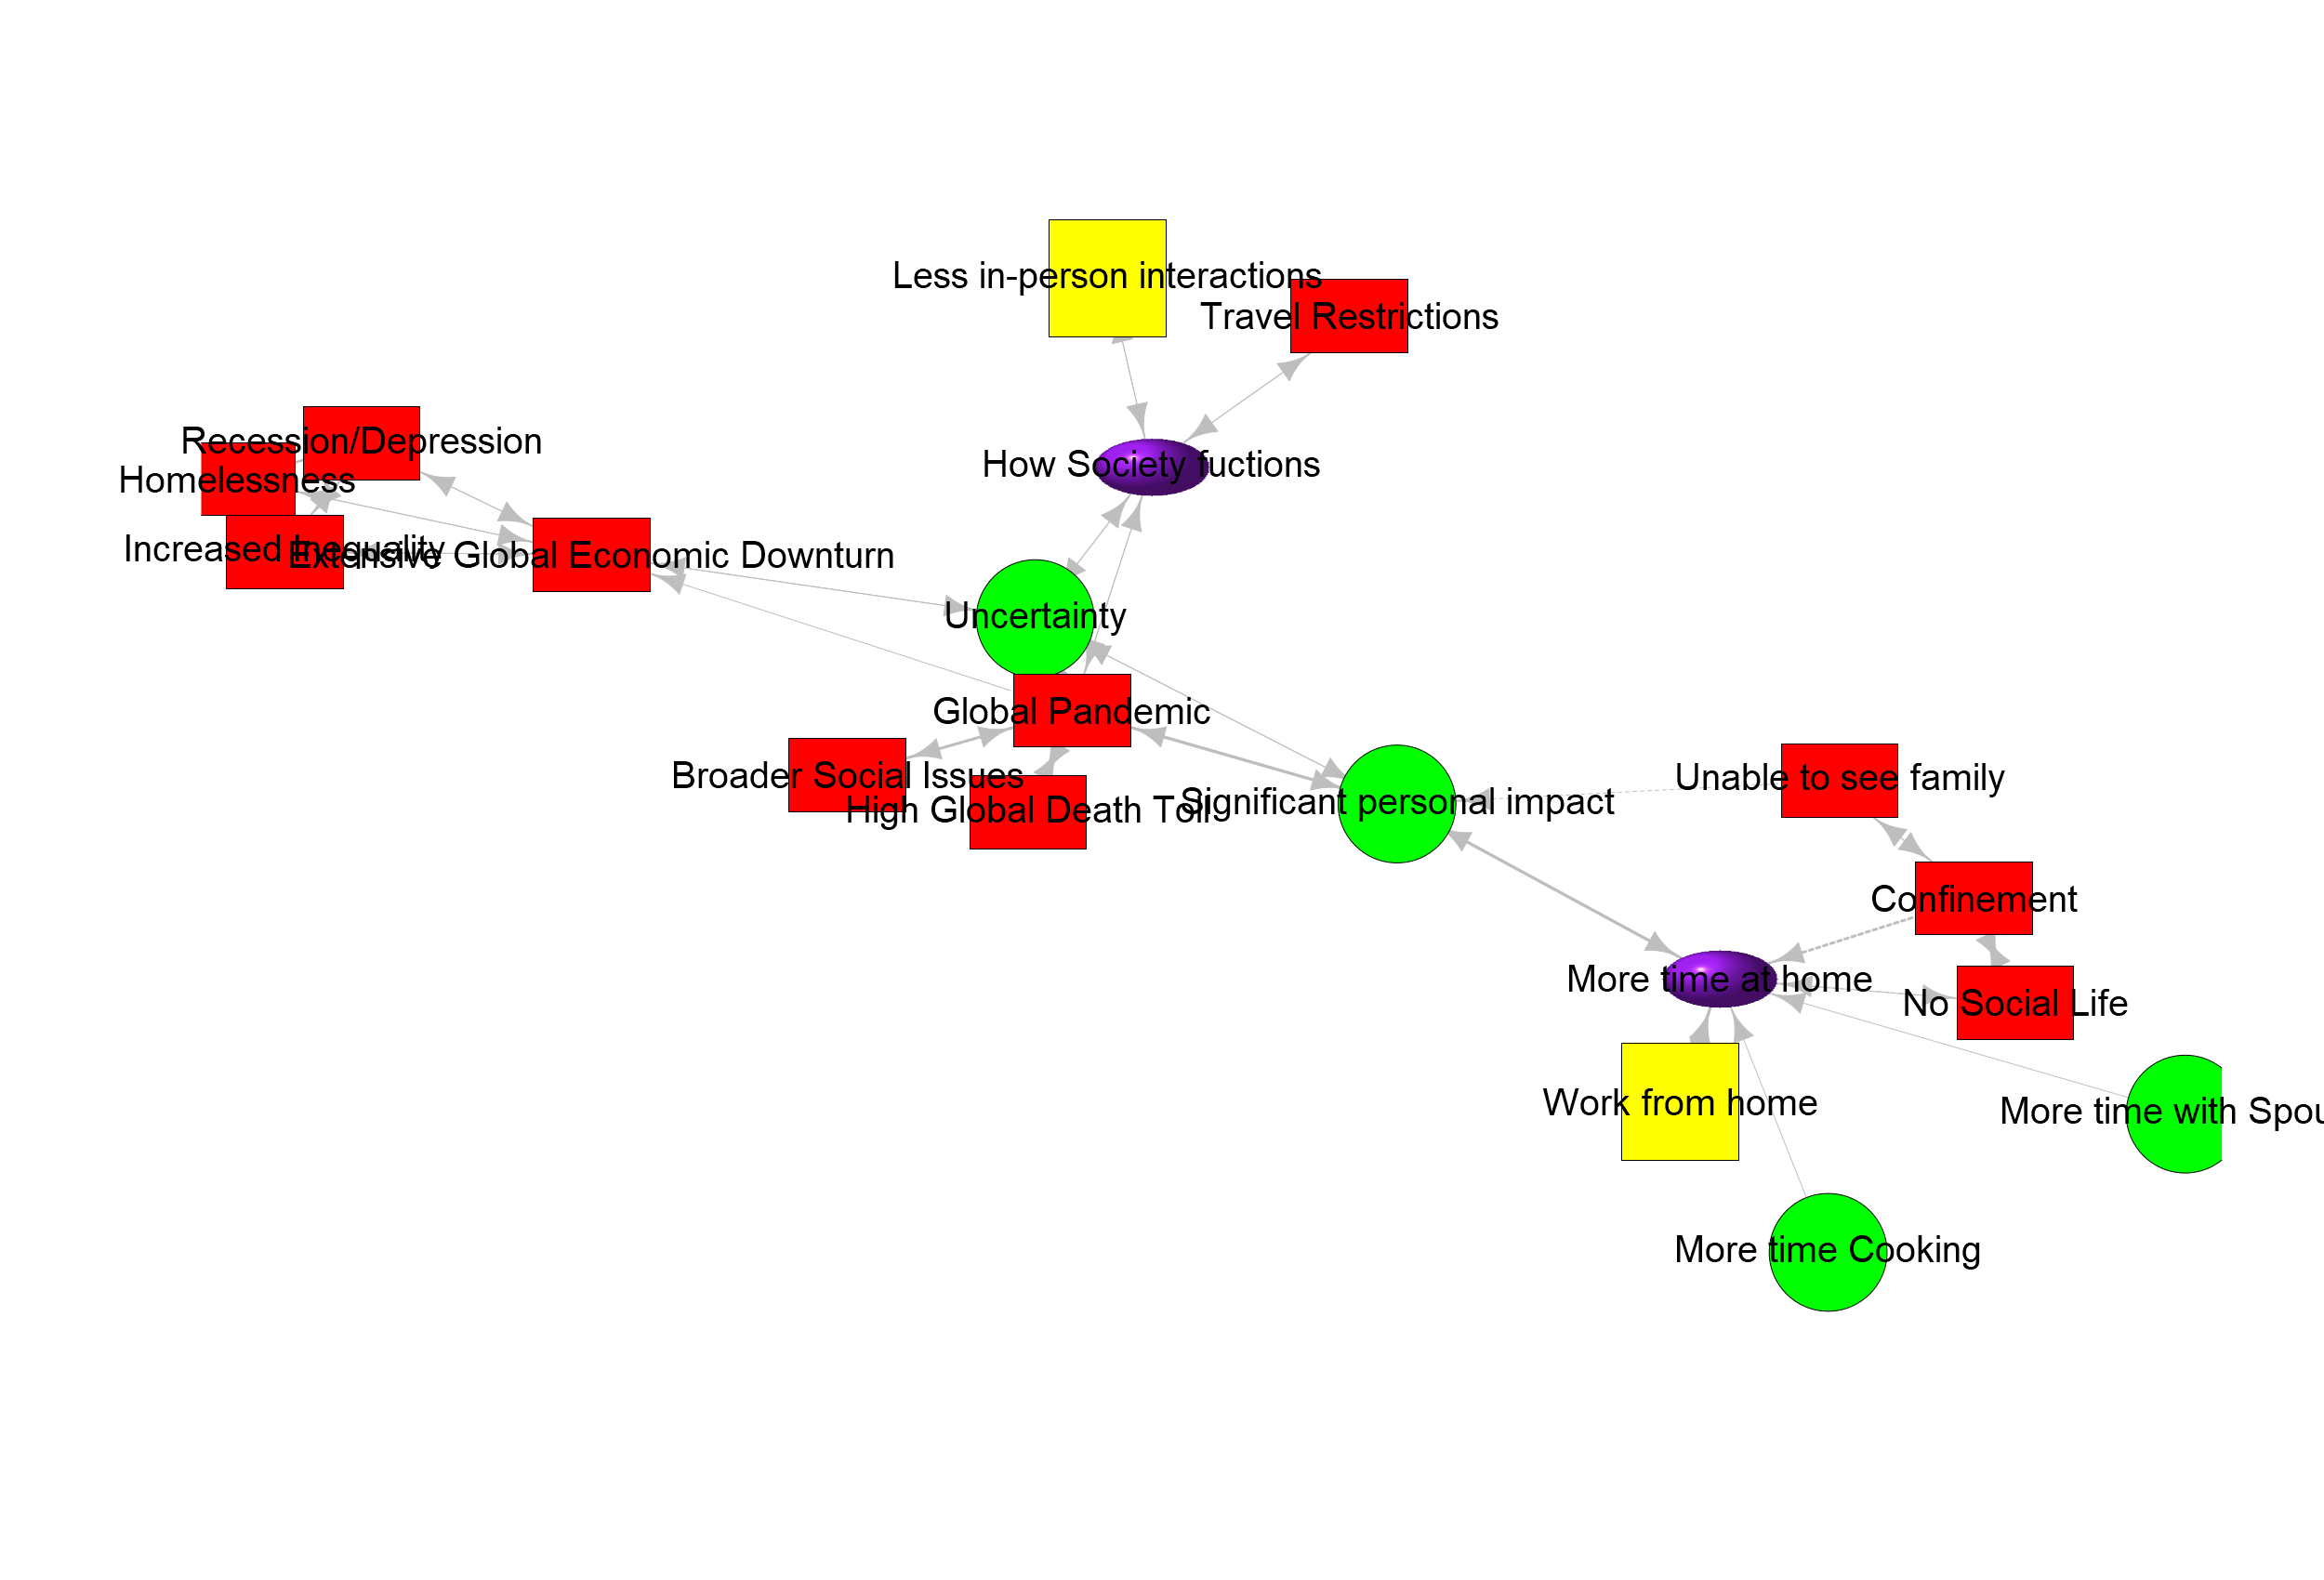 Less in-person interactions
Travel Restrictions
Recession/Depression
How Society fuctions
Homelessness
Increased Inequality
Extensive Global Economic Downturn
Uncertainty
Global Pandemic
Broader Social Issues
Unable to see family
Significant personal impact
High Global Death Toll
Confinement
More time at home
No Social Life
Work from home
More time with Spou
More time Cooking